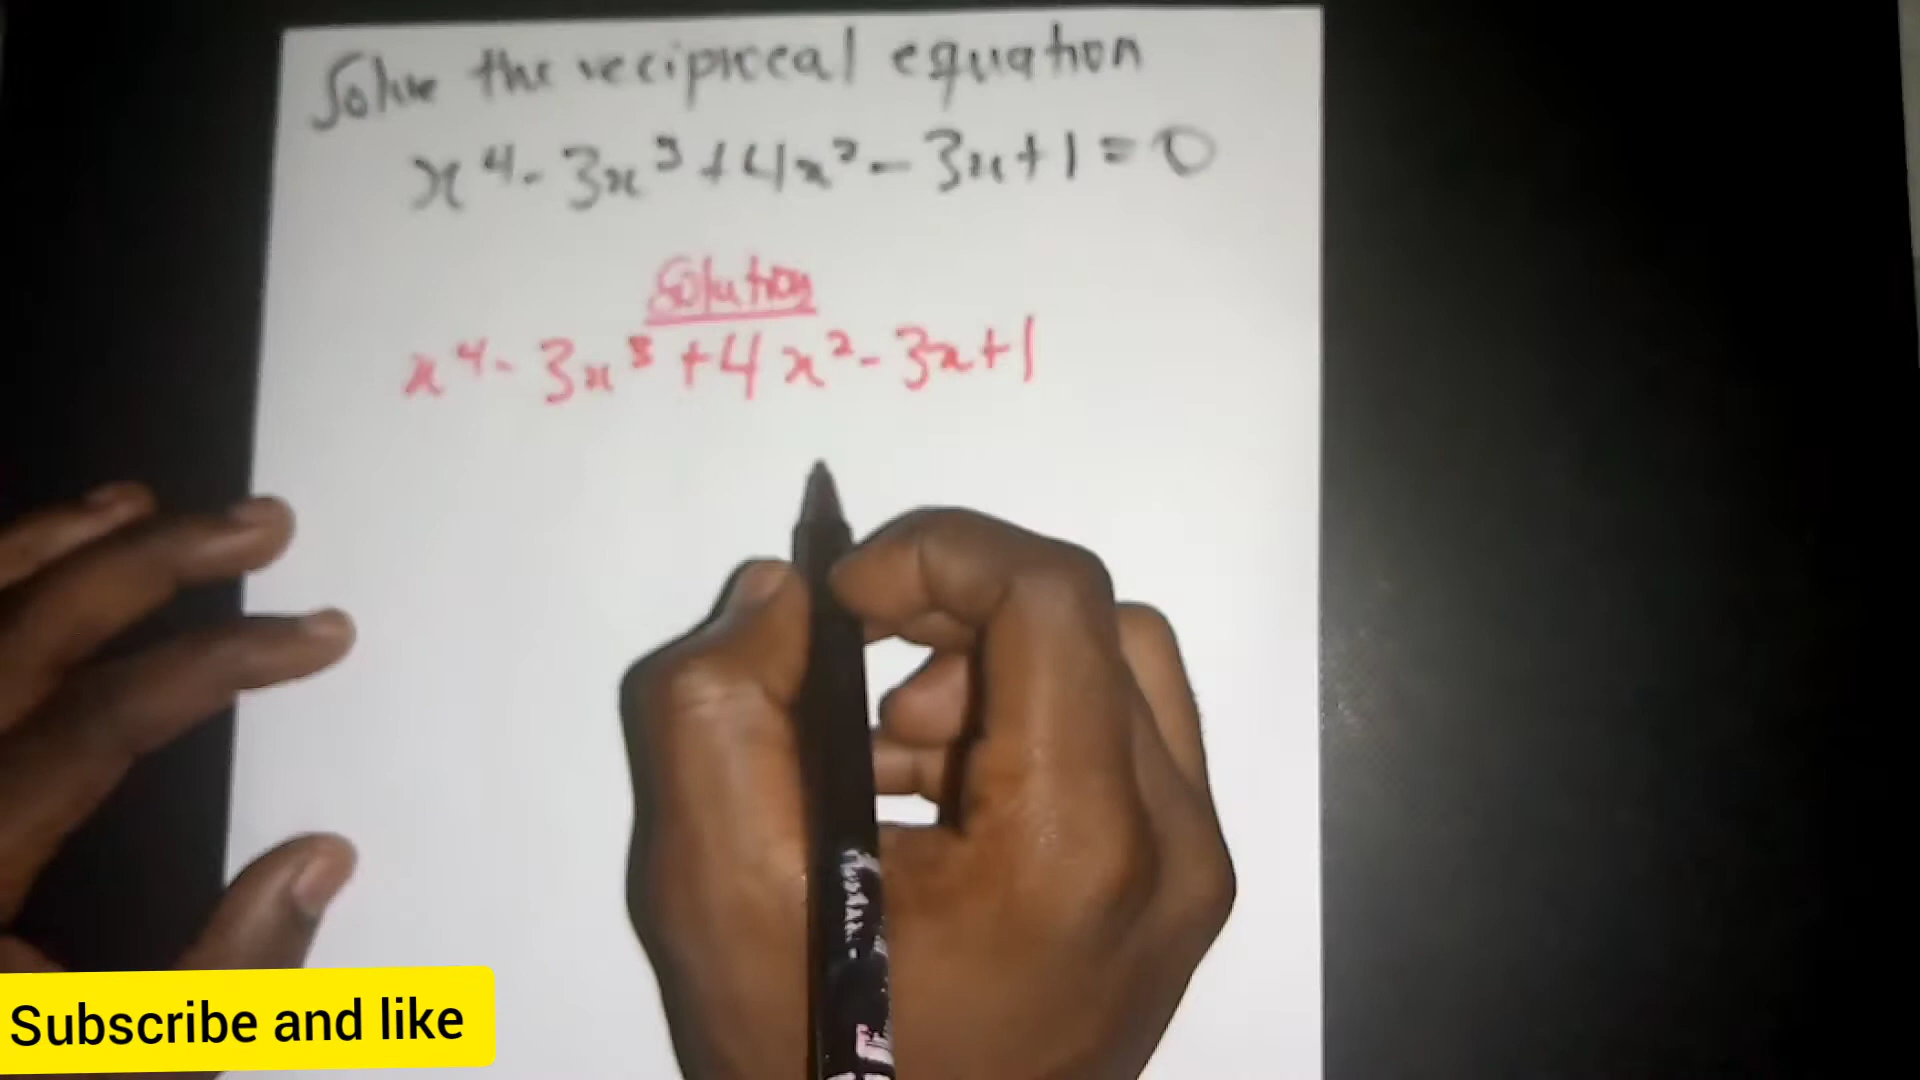 Solve the reciprocal equation
x⁴ - 3x³ + 4x² - 3x + 1 = 0
Solution
x⁴ - 3x³ + 4x² - 3x + 1
Subscribe and like